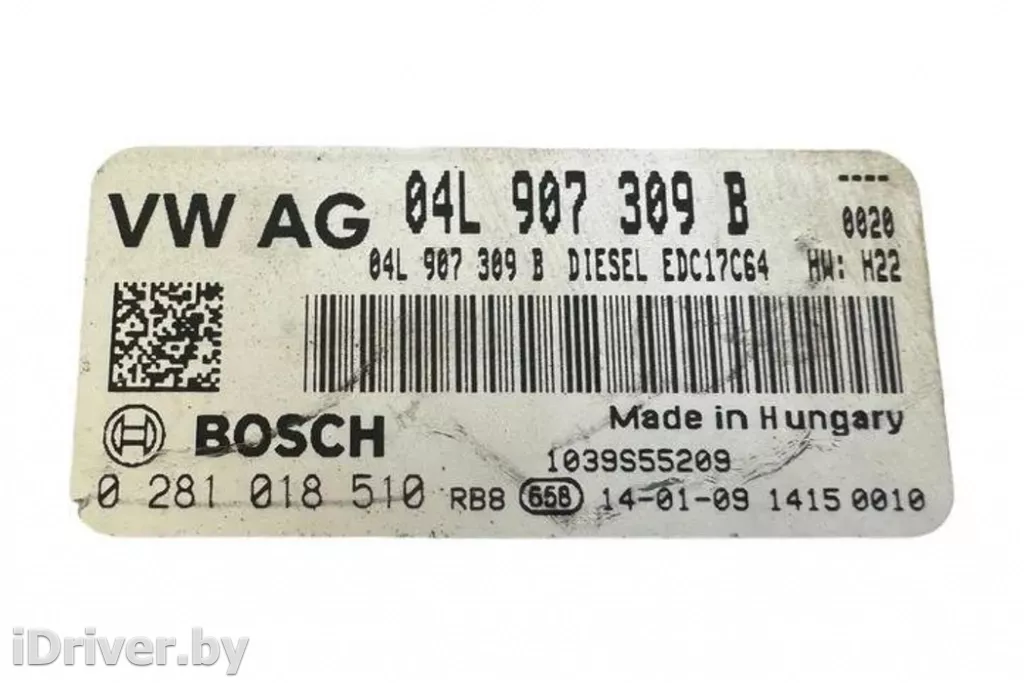 VW AG 04L 907 309 B ----
0020
04L 907 309 B DIESEL EDC17C64 HW: H22
BOSCH
Made in Hungary
1039S55209
0 281 018 510 RB8 658 14-01-09 1415 0010
iDriver.by